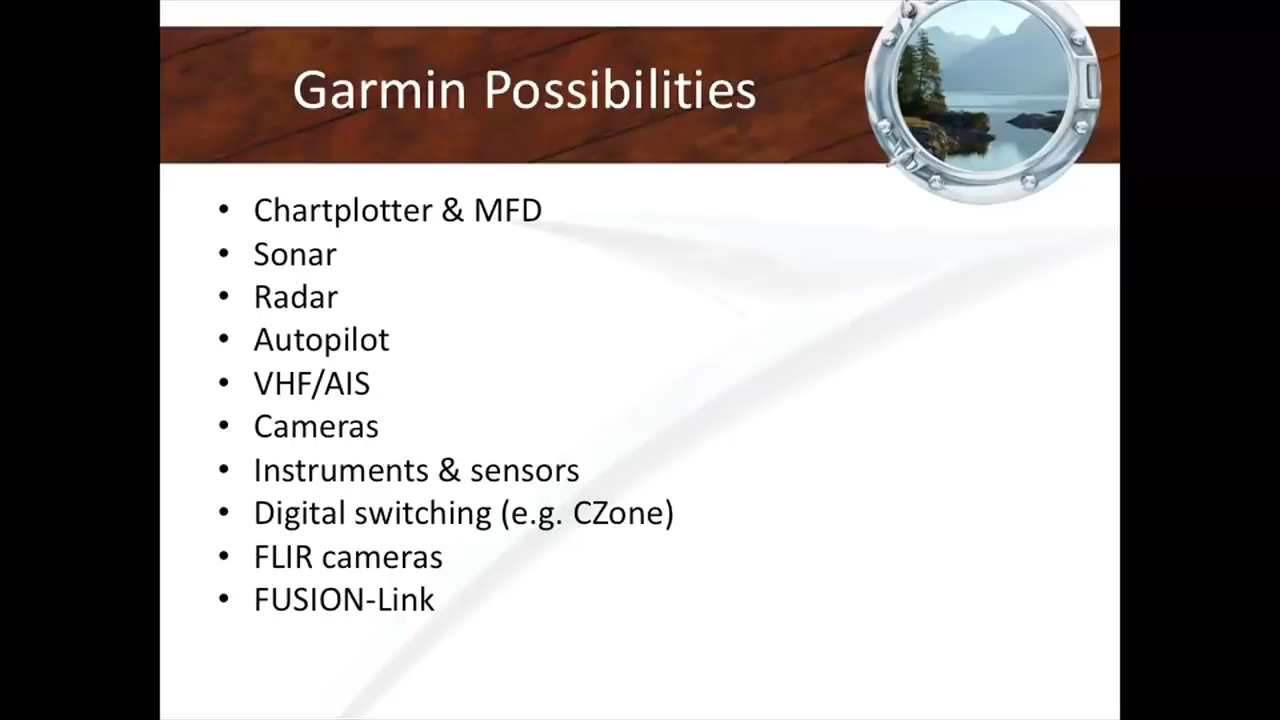 Garmin Possibilities
• Chartplotter & MFD
• Sonar
• Radar
• Autopilot
• VHF/AIS
• Cameras
• Instruments & sensors
• Digital switching (e.g. CZone)
• FLIR cameras
• FUSION-Link